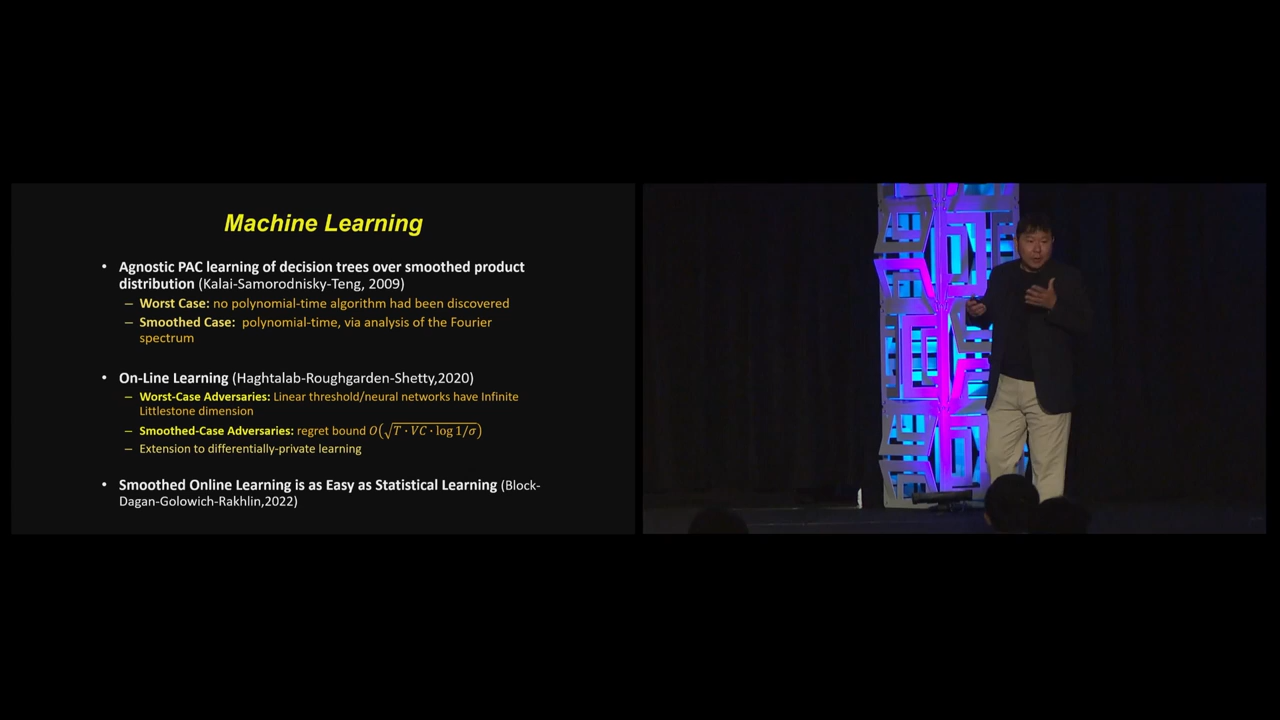 Machine Learning
• Agnostic PAC learning of decision trees over smoothed product
distribution (Kalai-Samorodnisky-Teng, 2009)
– Worst Case: no polynomial-time algorithm had been discovered
– Smoothed Case: polynomial-time, via analysis of the Fourier
spectrum
• On-Line Learning (Haghtalab-Roughgarden-Shetty,2020)
– Worst-Case Adversaries: Linear threshold/neural networks have Infinite
Littlestone dimension
– Smoothed-Case Adversaries: regret bound O(√T · VC · log 1/σ)
– Extension to differentially-private learning
• Smoothed Online Learning is as Easy as Statistical Learning (Block-
Dagan-Golowich-Rakhlin,2022)